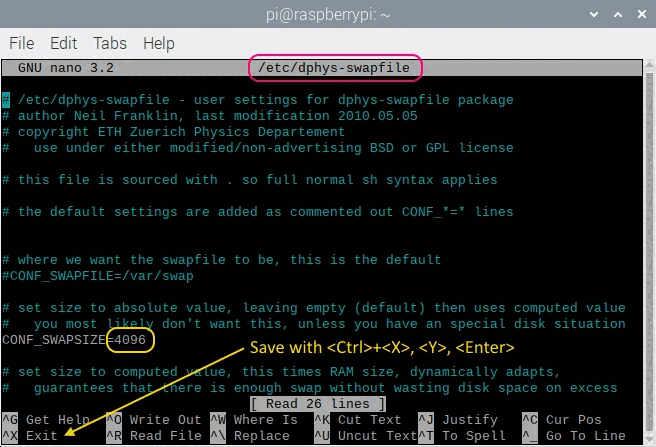 pi@raspberrypi: ~
File Edit Tabs Help
GNU nano 3.2 /etc/dphys-swapfile
# /etc/dphys-swapfile - user settings for dphys-swapfile package
# author Neil Franklin, last modification 2010.05.05
# copyright ETH Zuerich Physics Departement
#   use under either modified/non-advertising BSD or GPL license
# this file is sourced with . so full normal sh syntax applies
# the default settings are added as commented out CONF_*=* lines
# where we want the swapfile to be, this is the default
#CONF_SWAPFILE=/var/swap
# set size to absolute value, leaving empty (default) then uses computed value
#   you most likely don't want this, unless you have an special disk situation
CONF_SWAPSIZE=4096
Save with <Ctrl>+<X>, <Y>, <Enter>
# set size to computed value, this times RAM size, dynamically adapts,
#   guarantees that there is enough swap without wasting disk space on excess
[ Read 26 lines ]
^G Get Help ^O Write Out ^W Where Is ^K Cut Text ^J Justify ^C Cur Pos
^X Exit ^R Read File ^\ Replace ^U Uncut Text ^T To Spell ^_ Go To Line